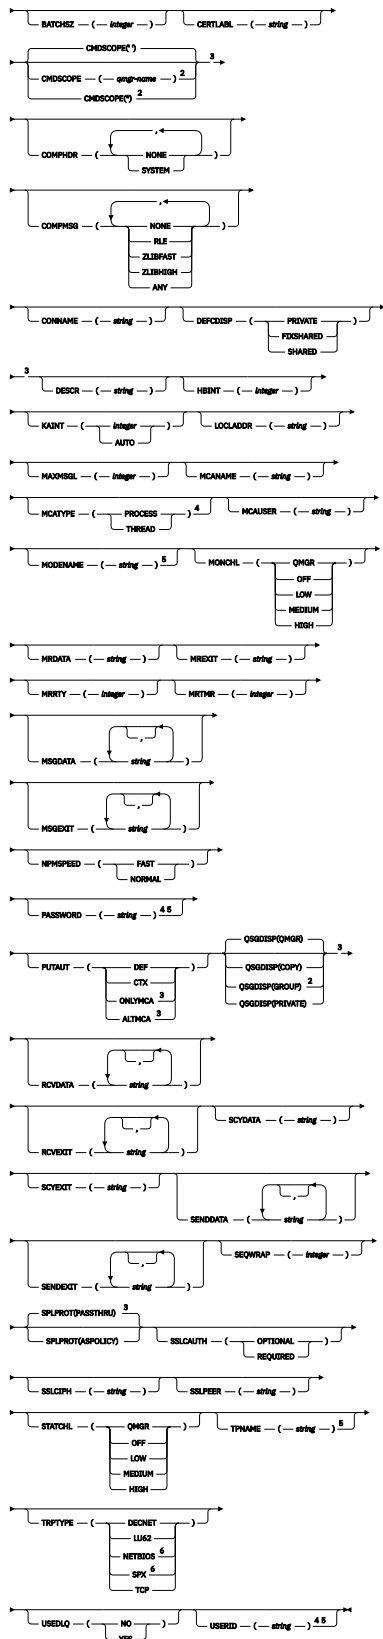 BATCHSZ ( integer ) CERTLABL ( string )
CMDSCOPE(' ')
3
CMDSCOPE ( qmgr-name ) 2
CMDSCOPE(*) 2
,
COMPHDR ( NONE )
SYSTEM
,
COMPMSG ( NONE )
RLE
ZLIBFAST
ZLIBHIGH
ANY
CONNAME ( string ) DEFCDISP ( PRIVATE )
FIXSHARED
SHARED
3
DESCR ( string ) HBINT ( integer )
KAINT ( integer ) LOCLADDR ( string )
AUTO
MAXMSGL ( integer ) MCANAME ( string )
MCATYPE ( PROCESS ) 4 MCAUSER ( string )
THREAD
MODENAME ( string ) 5 MONCHL ( QMGR )
OFF
LOW
MEDIUM
HIGH
MRDATA ( string ) MREXIT ( string )
MRRTY ( integer ) MRTMR ( integer )
,
MSGDATA ( string )
,
MSGEXIT ( string )
NPMSPEED ( FAST )
NORMAL
PASSWORD ( string ) 4 5
QSGDISP(QMGR)
3
PUTAUT ( DEF ) QSGDISP(COPY)
CTX QSGDISP(GROUP) 2
ONLYMCA 3 QSGDISP(PRIVATE)
ALTMCA 3
,
RCVDATA ( string )
,
RCVEXIT ( string ) SCYDATA ( string )
SCYEXIT ( string )
,
SENDDATA ( string )
,
SENDEXIT ( string ) SEQWRAP ( integer )
SPLPROT(PASSTHRU) 3
SPLPROT(ASPOLICY) SSLCAUTH ( OPTIONAL )
REQUIRED
SSLCIPH ( string ) SSLPEER ( string )
STATCHL ( QMGR ) TPNAME ( string ) 5
OFF
LOW
MEDIUM
HIGH
TRPTYPE ( DECNET )
LU62
NETBIOS 6
SPX 6
TCP
USEDLQ ( NO ) USERID ( string ) 4 5
YES